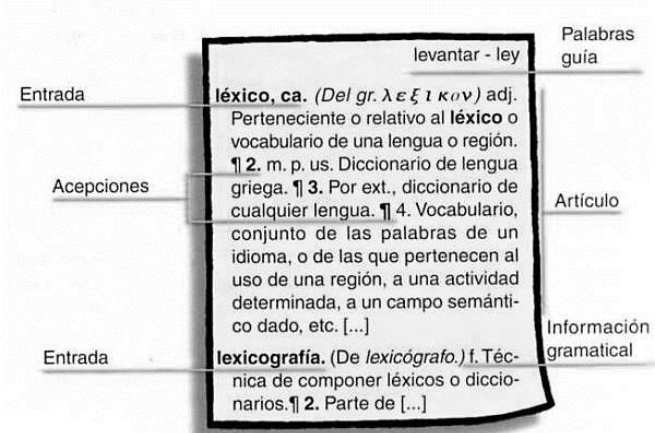 Palabras
guía
levantar - ley
Entrada
léxico, ca. (Del gr. λ ε ξ ι κ ο ν) adj.
Perteneciente o relativo al léxico o
vocabulario de una lengua o región.
¶ 2. m. p. us. Diccionario de lengua
griega. ¶ 3. Por ext., diccionario de
cualquier lengua. ¶ 4. Vocabulario,
conjunto de las palabras de un
idioma, o de las que pertenecen al
uso de una región, a una actividad
determinada, a un campo semánti-
co dado, etc. [...]
Acepciones
Artículo
Información
gramatical
Entrada
lexicografía. (De lexicógrafo.) f. Téc-
nica de componer léxicos o diccio-
narios.¶ 2. Parte de [...]